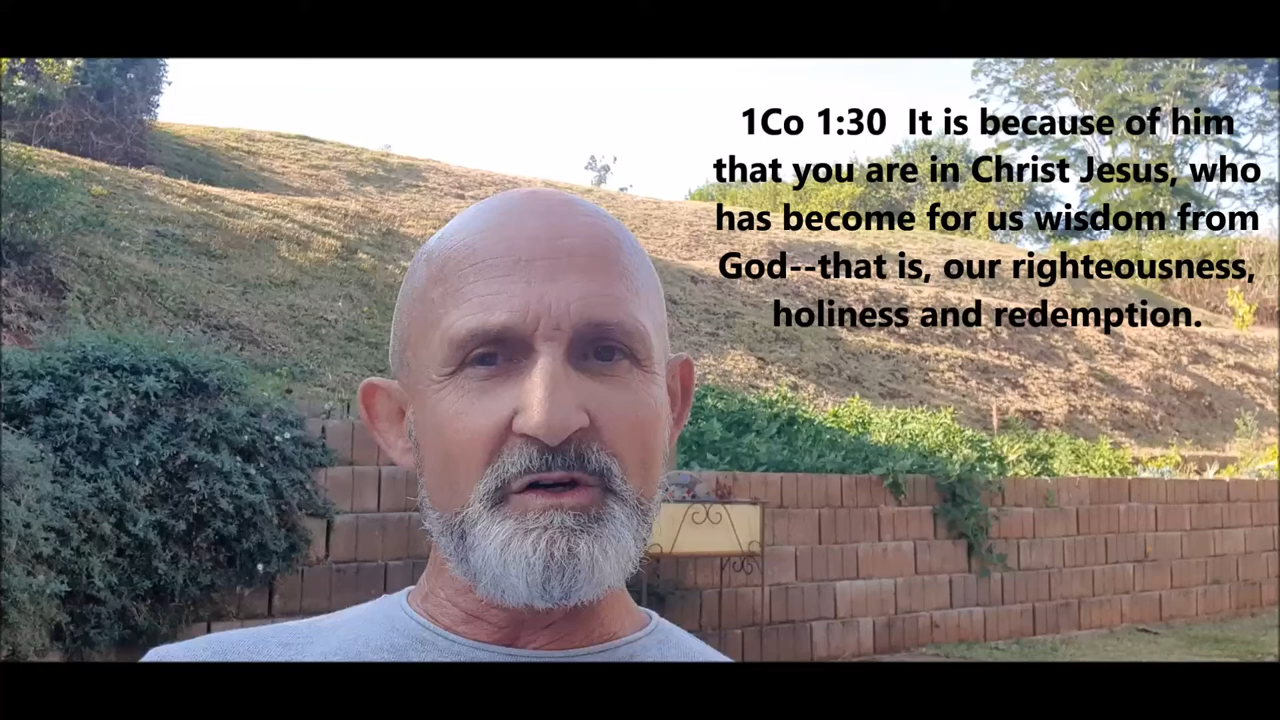 1Co 1:30  It is because of him
that you are in Christ Jesus, who
has become for us wisdom from
God--that is, our righteousness,
holiness and redemption.